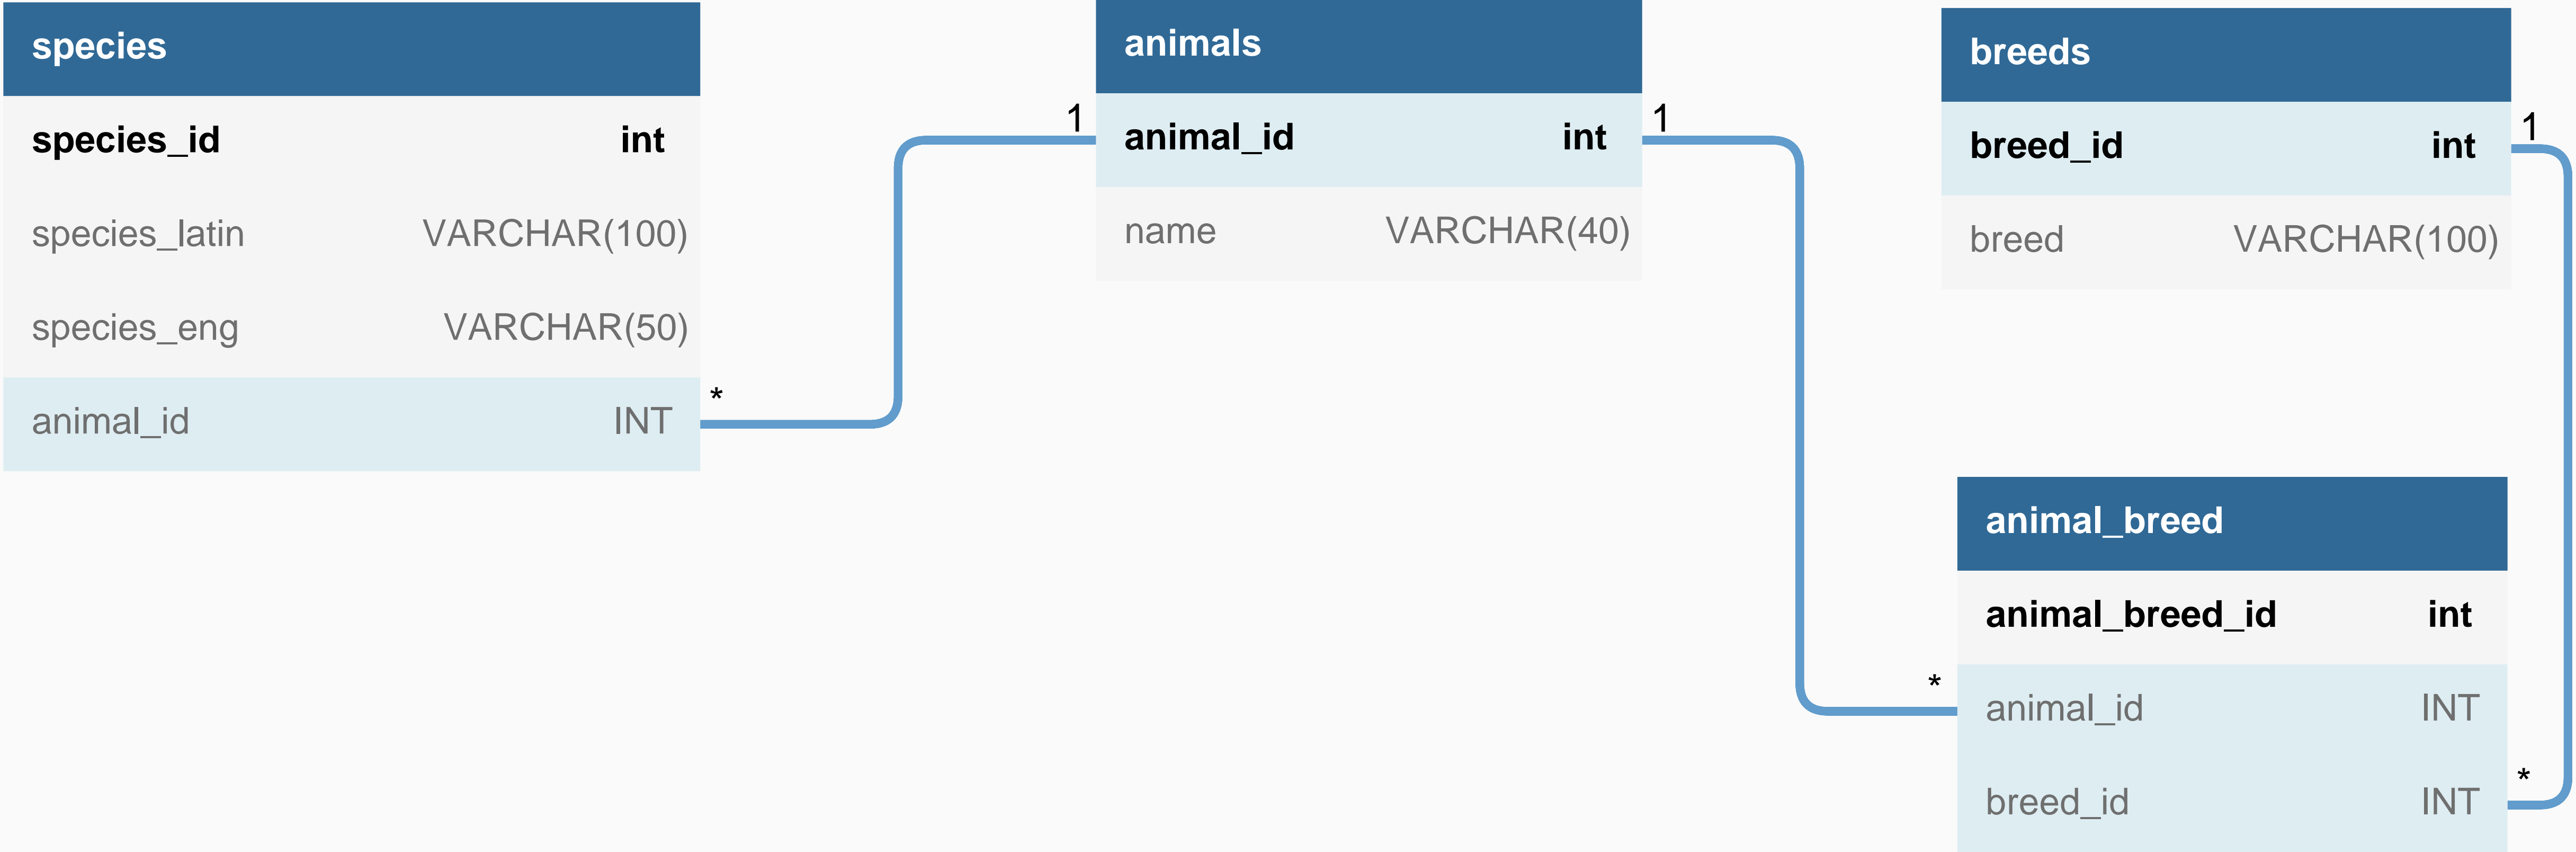 species
species_id int
species_latin VARCHAR(100)
species_eng VARCHAR(50)
animal_id INT
*
1
animals
animal_id int
name VARCHAR(40)
1
breeds
breed_id int
breed VARCHAR(100)
1
animal_breed
animal_breed_id int
animal_id INT
breed_id INT
*
*